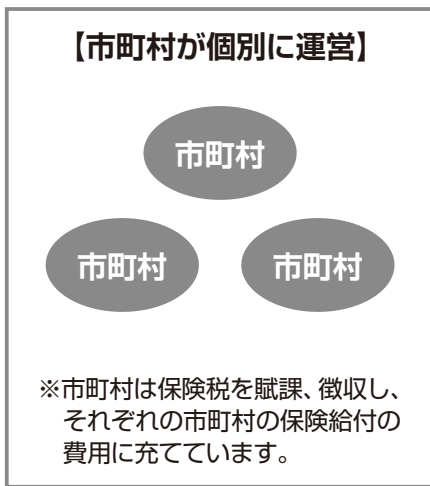 【市町村が個別に運営】
市町村
市町村
市町村
※市町村は保険税を賦課、徴収し、
それぞれの市町村の保険給付の
費用に充てています。